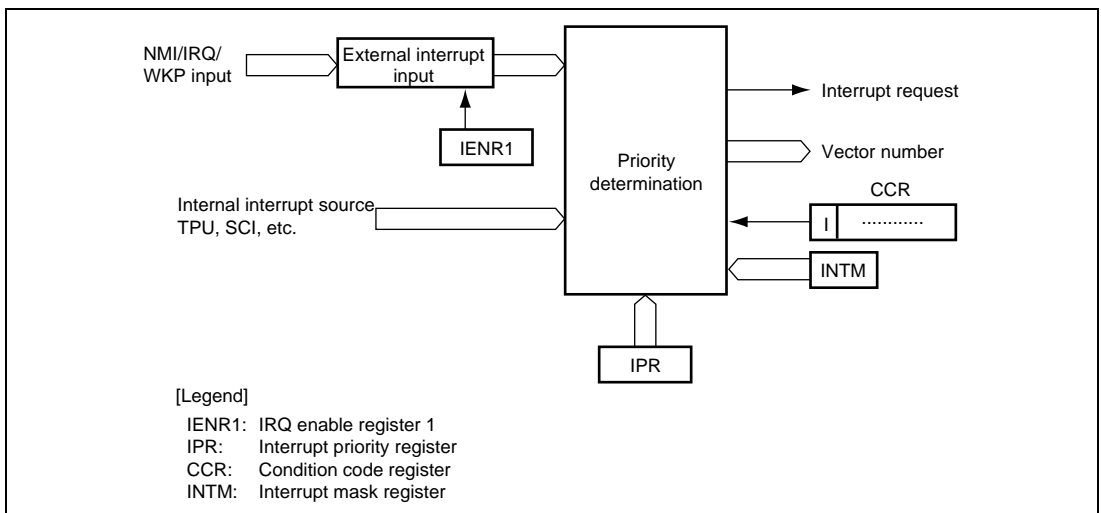 NMI/IRQ/
WKP input
External interrupt
input
IENR1
Internal interrupt source
TPU, SCI, etc.
Priority
determination
Interrupt request
Vector number
CCR
I ............
INTM
IPR
[Legend]
IENR1: IRQ enable register 1
IPR: Interrupt priority register
CCR: Condition code register
INTM: Interrupt mask register